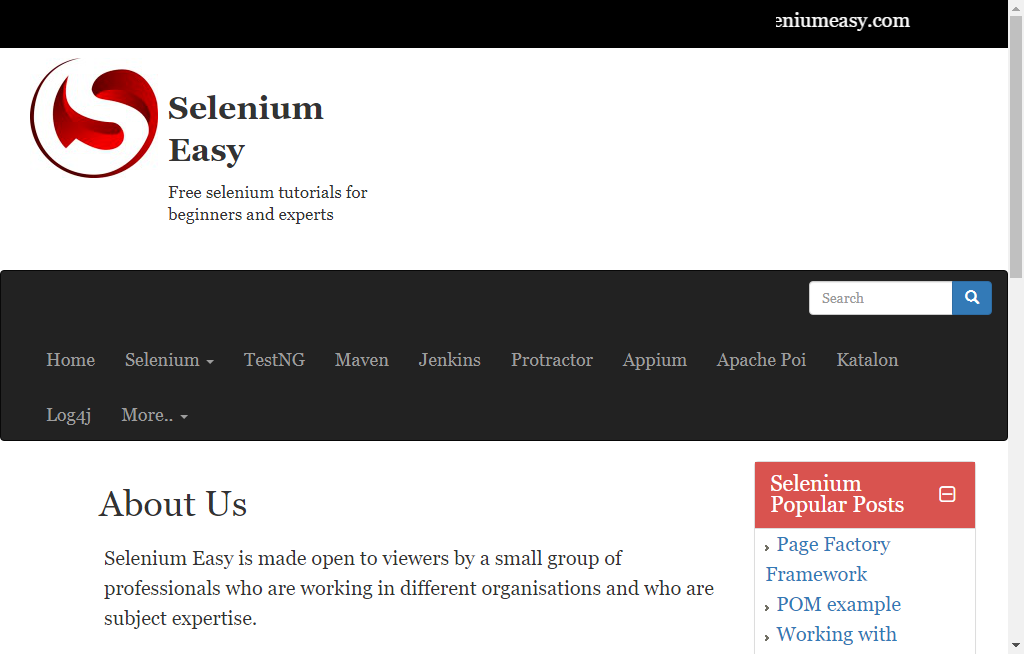 eniumeasy.com
Selenium
Easy
Free selenium tutorials for
beginners and experts
Search
Home Selenium TestNG Maven Jenkins Protractor Appium Apache Poi Katalon
Log4j More..
About Us
Selenium Easy is made open to viewers by a small group of
professionals who are working in different organisations and who are
subject expertise.
Selenium
Popular Posts
Page Factory
Framework
POM example
Working with